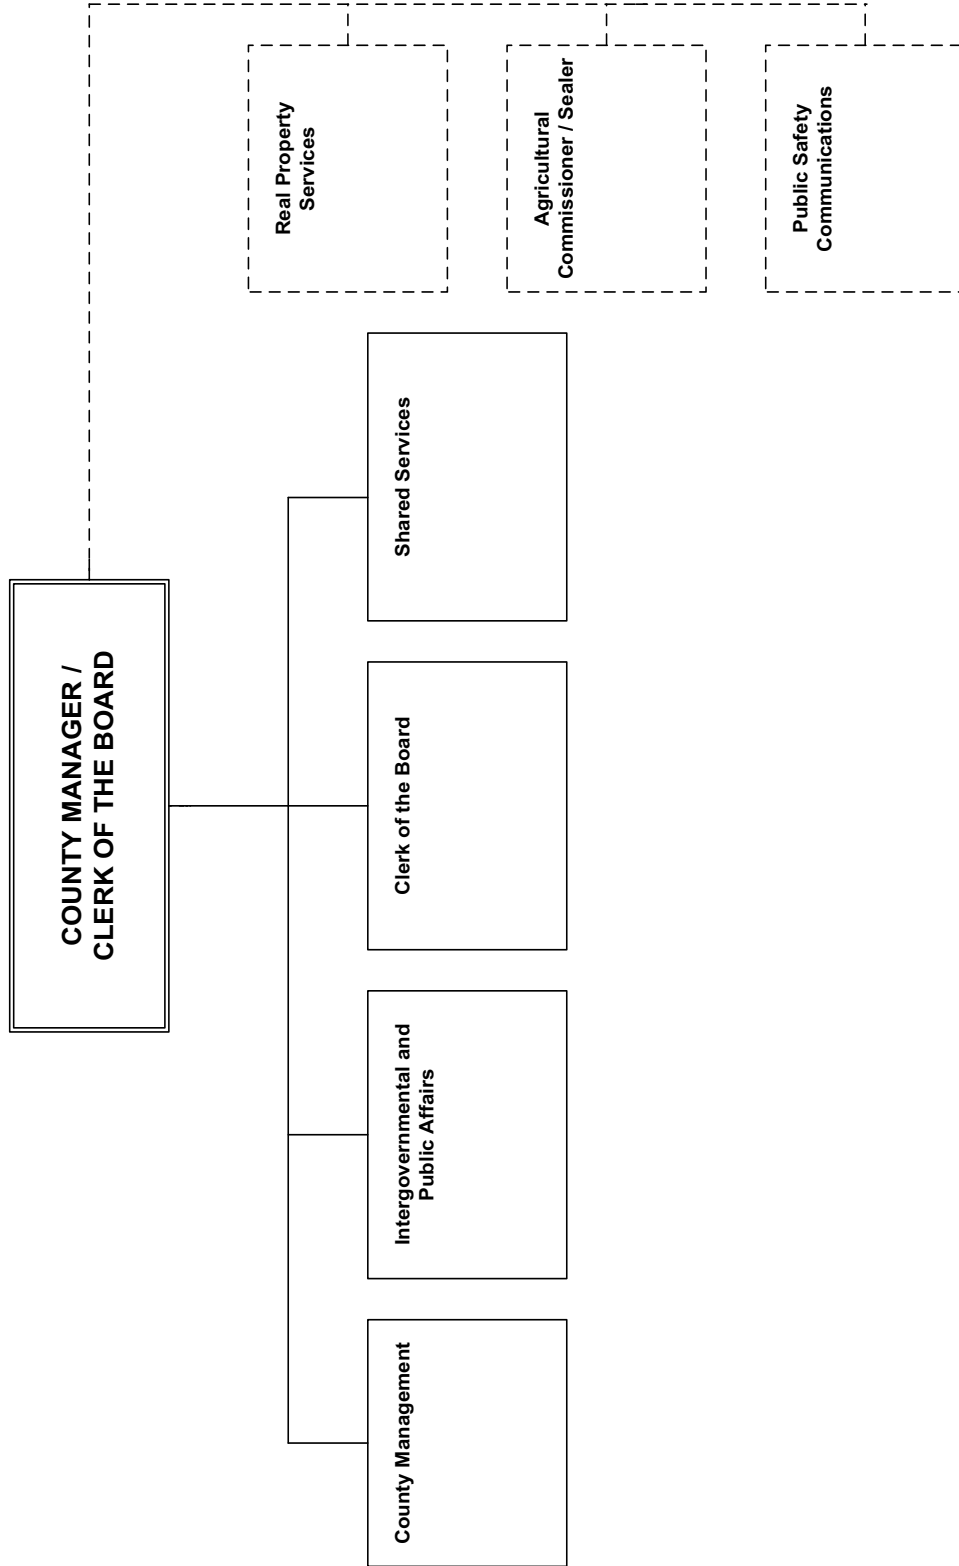 COUNTY MANAGER /
CLERK OF THE BOARD
County Management
Intergovernmental and
Public Affairs
Clerk of the Board
Shared Services
Real Property
Services
Agricultural
Commissioner / Sealer
Public Safety
Communications